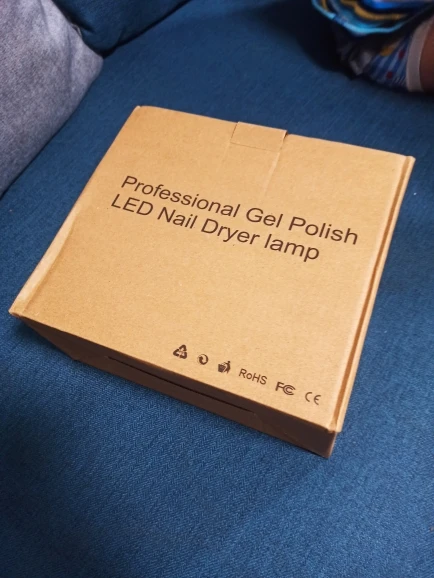 Professional Gel Polish
LED Nail Dryer lamp
RoHS FC CE